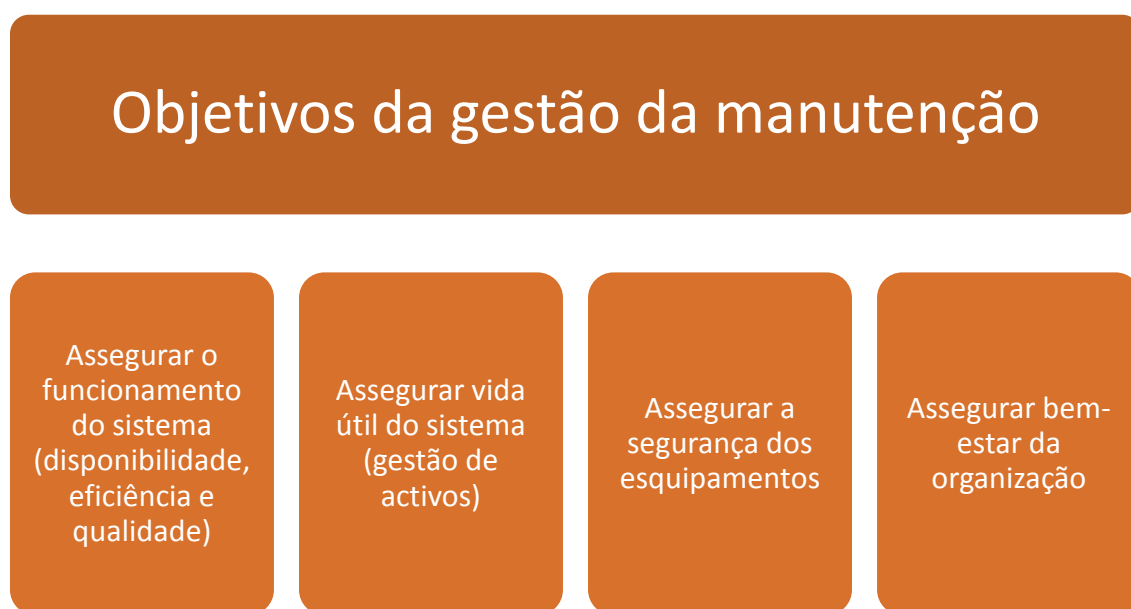 Objetivos da gestão da manutenção
Assegurar o
funcionamento
do sistema
(disponibilidade,
eficiência e
qualidade)
Assegurar vida
útil do sistema
(gestão de
activos)
Assegurar a
segurança dos
esquipamentos
Assegurar bem-
estar da
organização